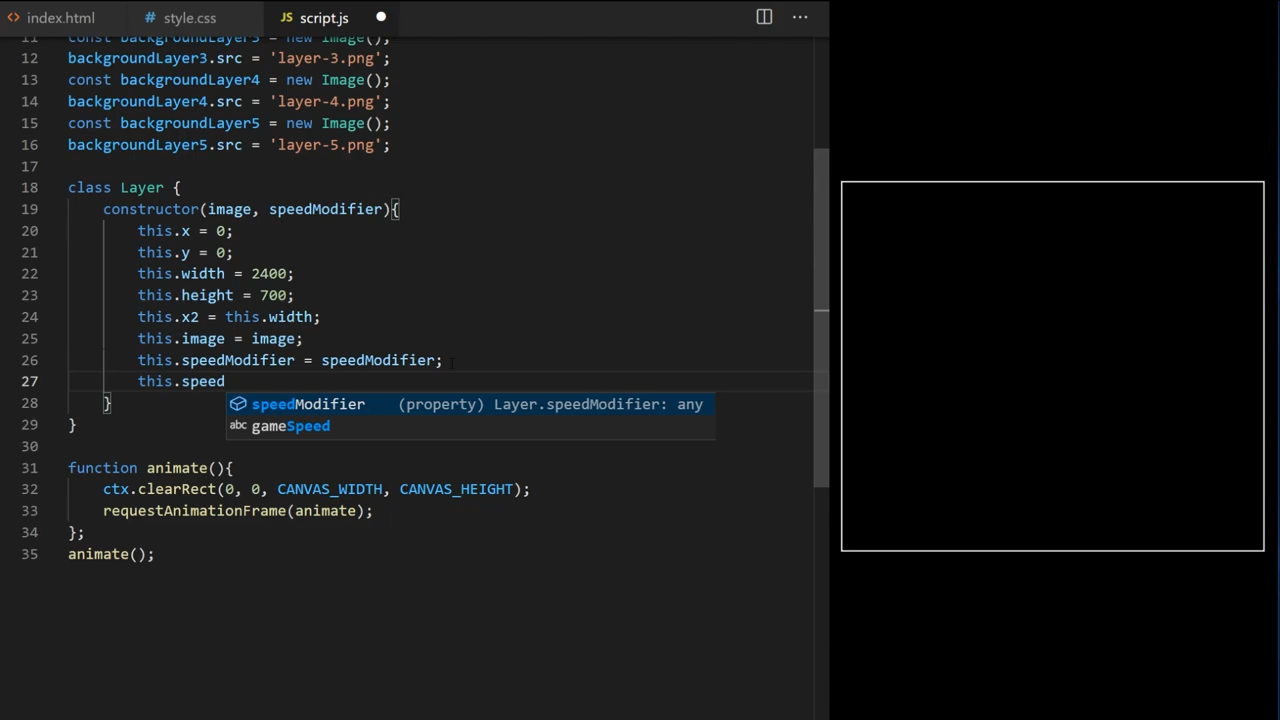 index.html # style.css JS script.js
11 const backgroundLayer3 = new Image();
12 backgroundLayer3.src = 'layer-3.png';
13 const backgroundLayer4 = new Image();
14 backgroundLayer4.src = 'layer-4.png';
15 const backgroundLayer5 = new Image();
16 backgroundLayer5.src = 'layer-5.png';
17
18 class Layer {
19 constructor(image, speedModifier){
20 this.x = 0;
21 this.y = 0;
22 this.width = 2400;
23 this.height = 700;
24 this.x2 = this.width;
25 this.image = image;
26 this.speedModifier = speedModifier;
27 this.speed
28 }
speedModifier (property) Layer.speedModifier: any
29 }
abc gameSpeed
30
31 function animate(){
32 ctx.clearRect(0, 0, CANVAS_WIDTH, CANVAS_HEIGHT);
33 requestAnimationFrame(animate);
34 };
35 animate();